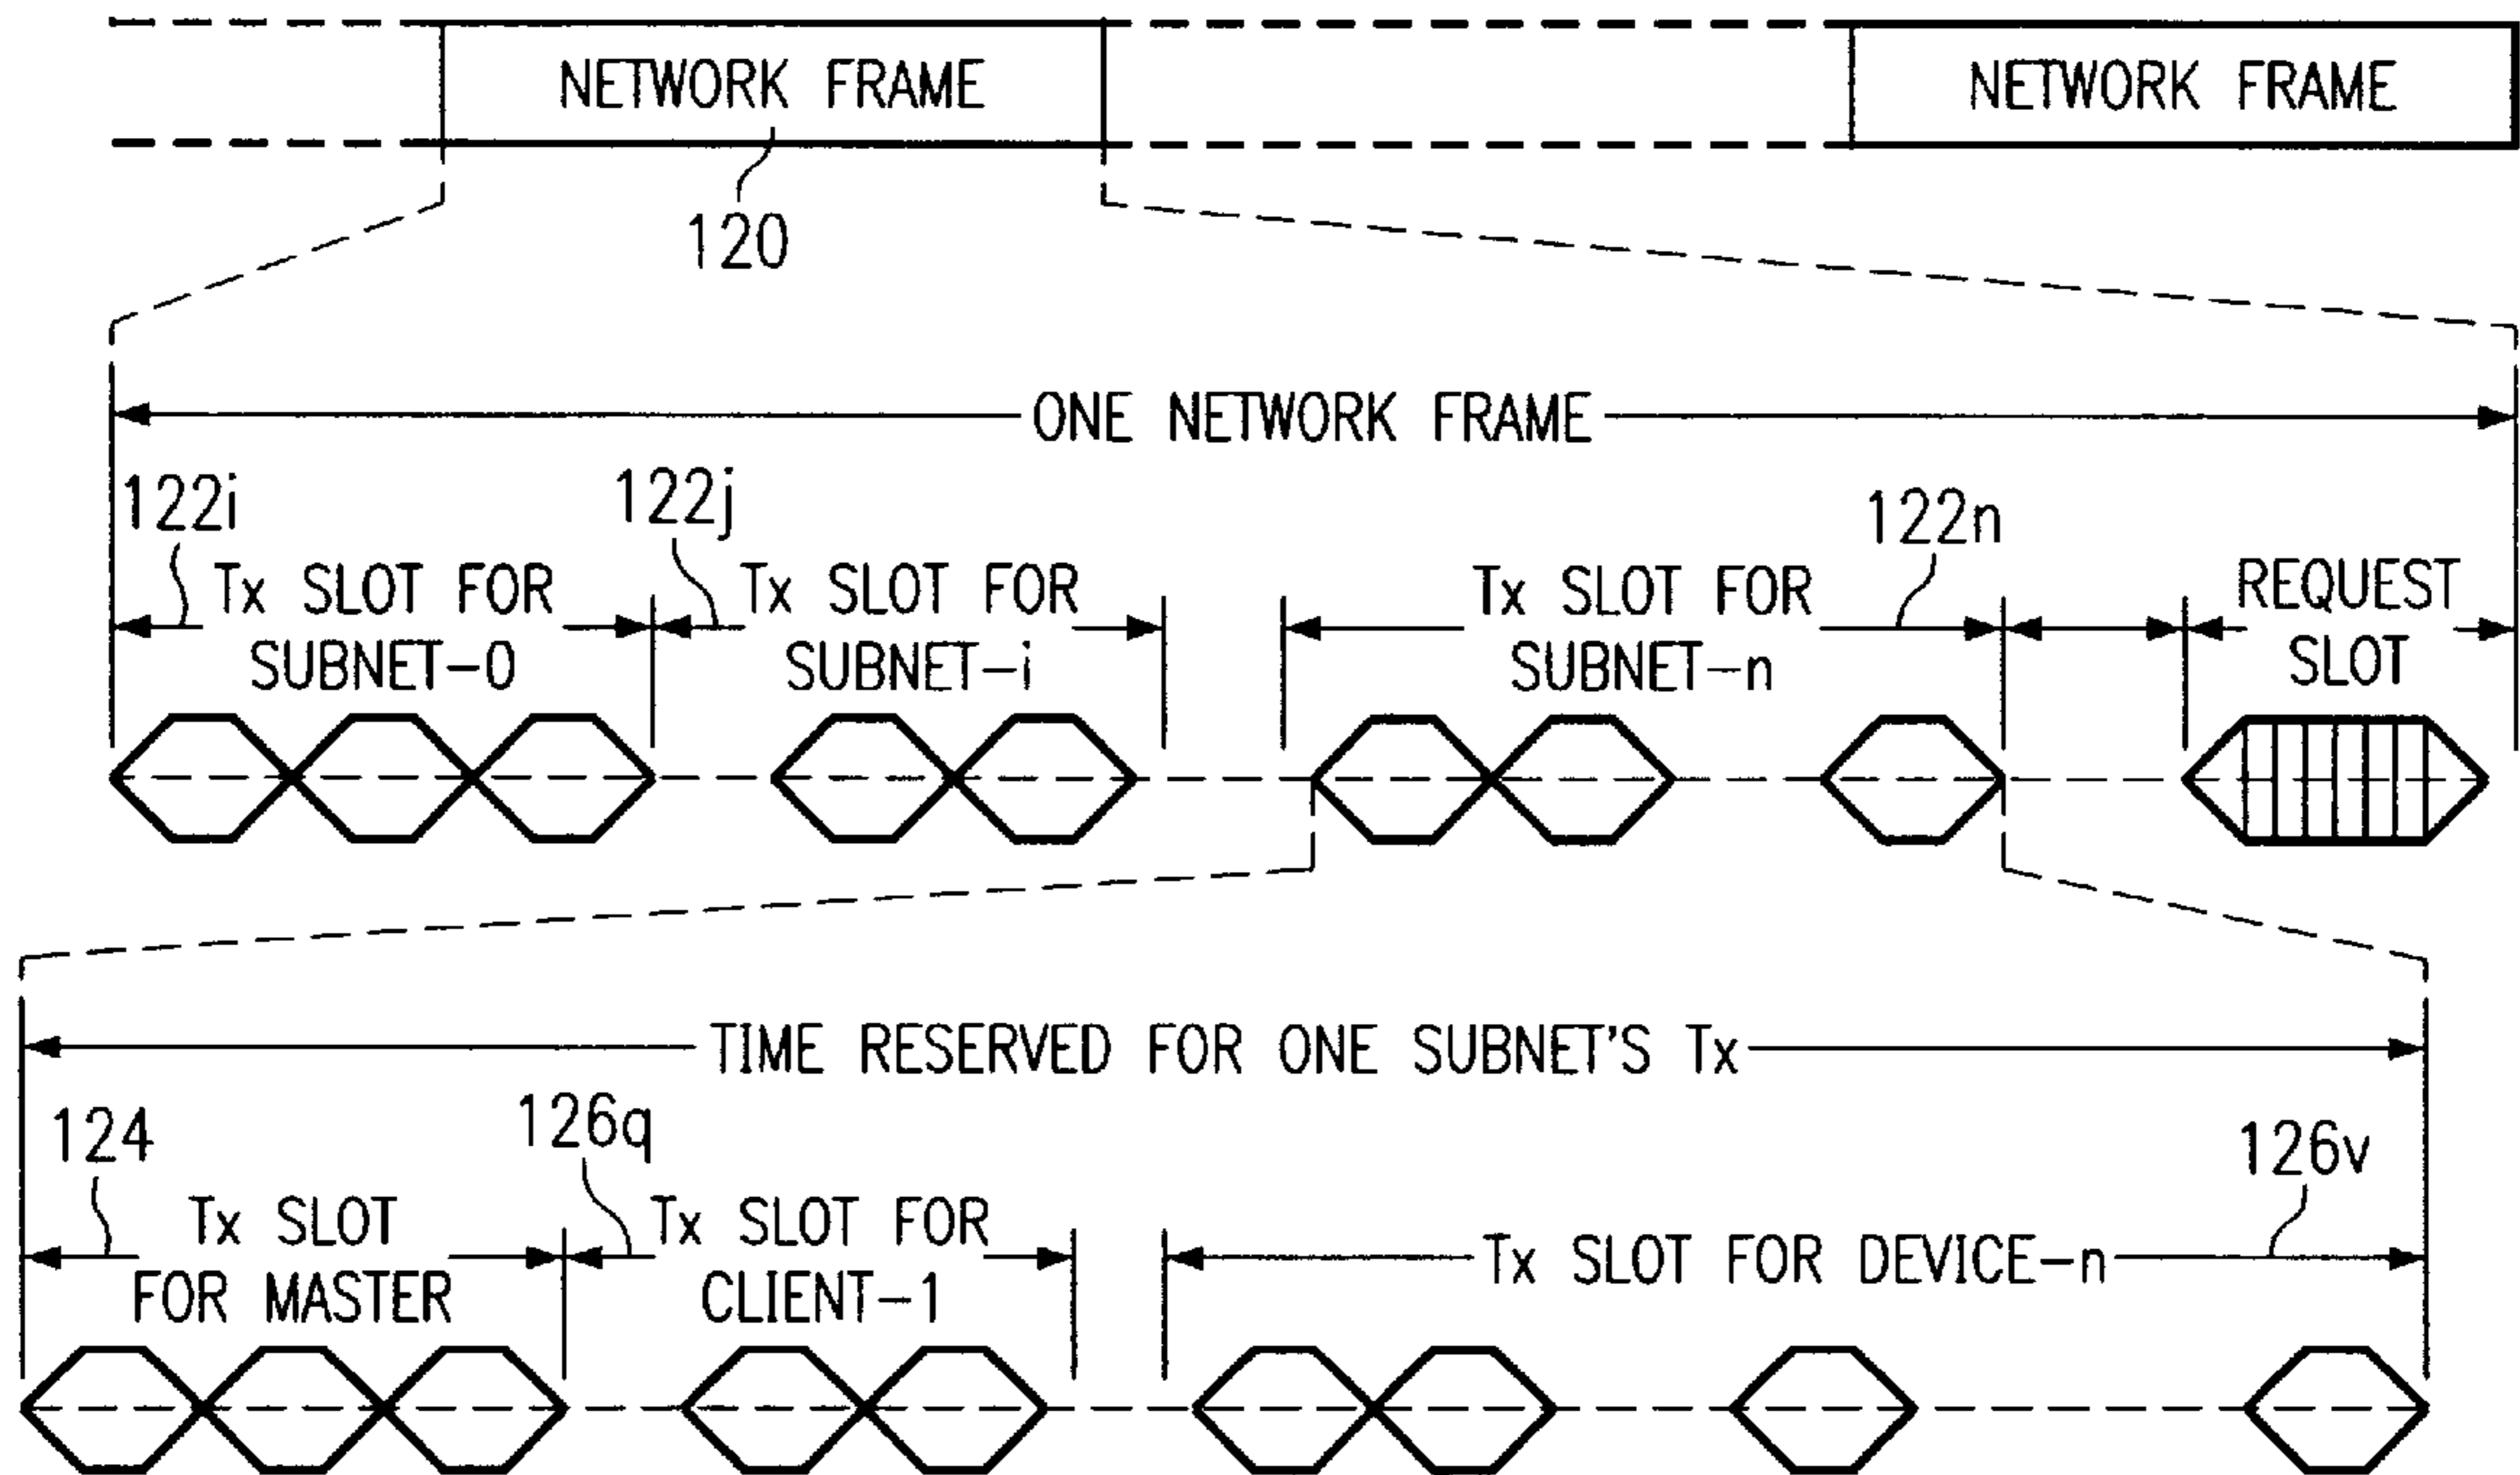 NETWORK FRAME
NETWORK FRAME
120
ONE NETWORK FRAME
122i
122j
122n
Tx SLOT FOR
SUBNET-0
Tx SLOT FOR
SUBNET-i
Tx SLOT FOR
SUBNET-n
REQUEST
SLOT
TIME RESERVED FOR ONE SUBNET'S Tx
124
126q
126v
Tx SLOT
FOR MASTER
Tx SLOT FOR
CLIENT-1
Tx SLOT FOR DEVICE-n